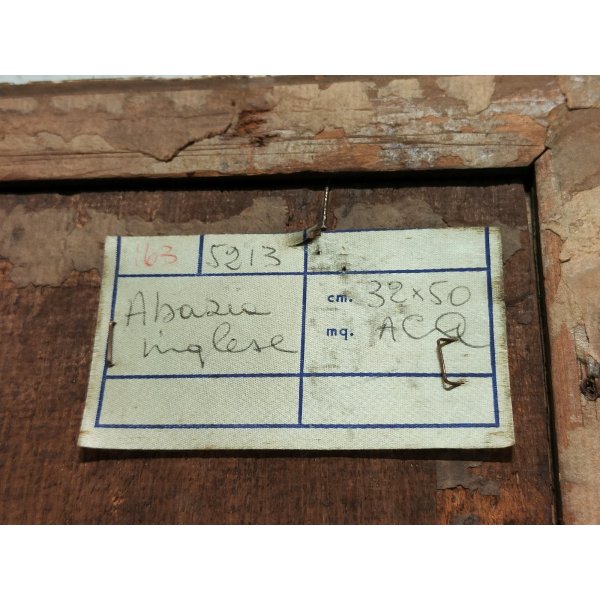 163 5213
Abazia
inglese
cm. 32x50
mq. ACQ